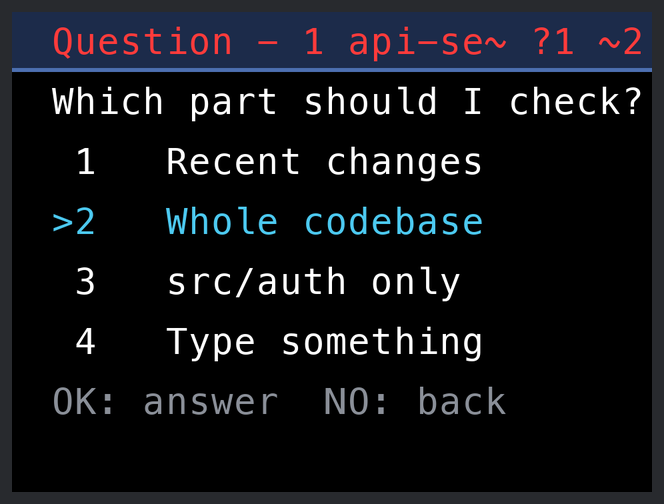 Question – 1 api–se~ ?1 ~2
Which part should I check?
1 Recent changes
>2 Whole codebase
3 src/auth only
4 Type something
OK: answer NO: back